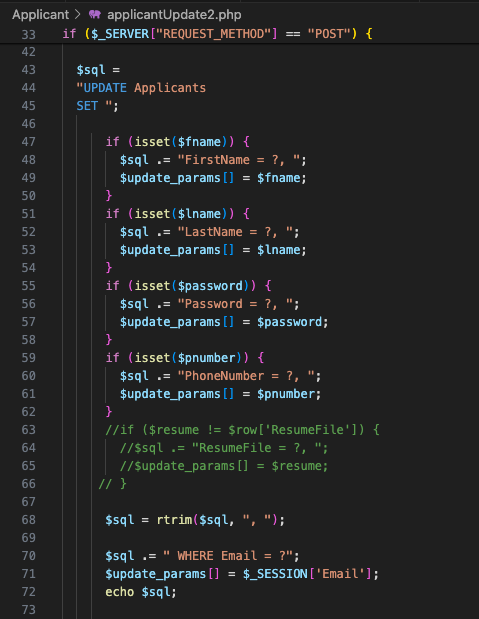 Applicant > applicantUpdate2.php
33 if ($_SERVER["REQUEST_METHOD"] == "POST") {
42
43 $sql =
44 "UPDATE Applicants
45 SET ";
46
47 if (isset($fname)) {
48 $sql .= "FirstName = ?, ";
49 $update_params[] = $fname;
50 }
51 if (isset($lname)) {
52 $sql .= "LastName = ?, ";
53 $update_params[] = $lname;
54 }
55 if (isset($password)) {
56 $sql .= "Password = ?, ";
57 $update_params[] = $password;
58 }
59 if (isset($pnumber)) {
60 $sql .= "PhoneNumber = ?, ";
61 $update_params[] = $pnumber;
62 }
63 //if ($resume != $row['ResumeFile']) {
64 //$sql .= "ResumeFile = ?, ";
65 //$update_params[] = $resume;
66 // }
67
68 $sql = rtrim($sql, ", ");
69
70 $sql .= " WHERE Email = ?";
71 $update_params[] = $_SESSION['Email'];
72 echo $sql;
73